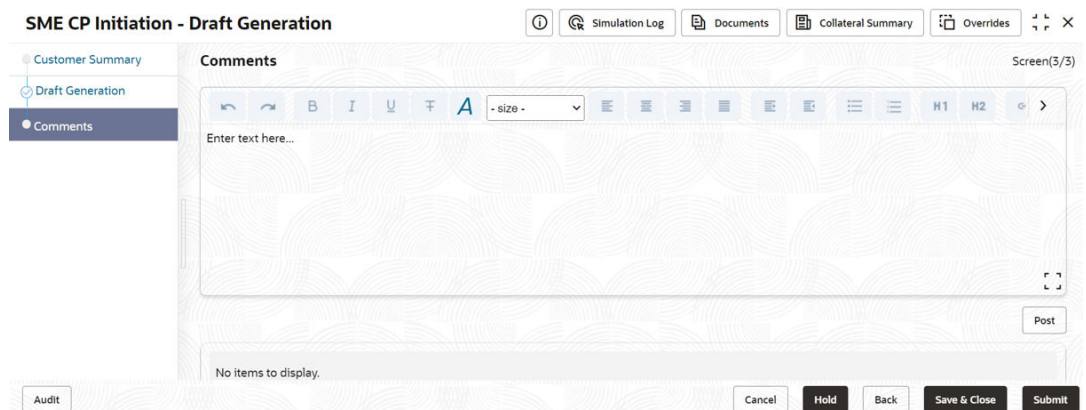 SME CP Initiation - Draft Generation
Simulation Log
Documents
Collateral Summary
Overrides
Customer Summary
Draft Generation
Comments
Comments
Screen(3/3)
B I U T A - size - H1 H2
Enter text here...
Post
No items to display.
Audit
Cancel
Hold
Back
Save & Close
Submit